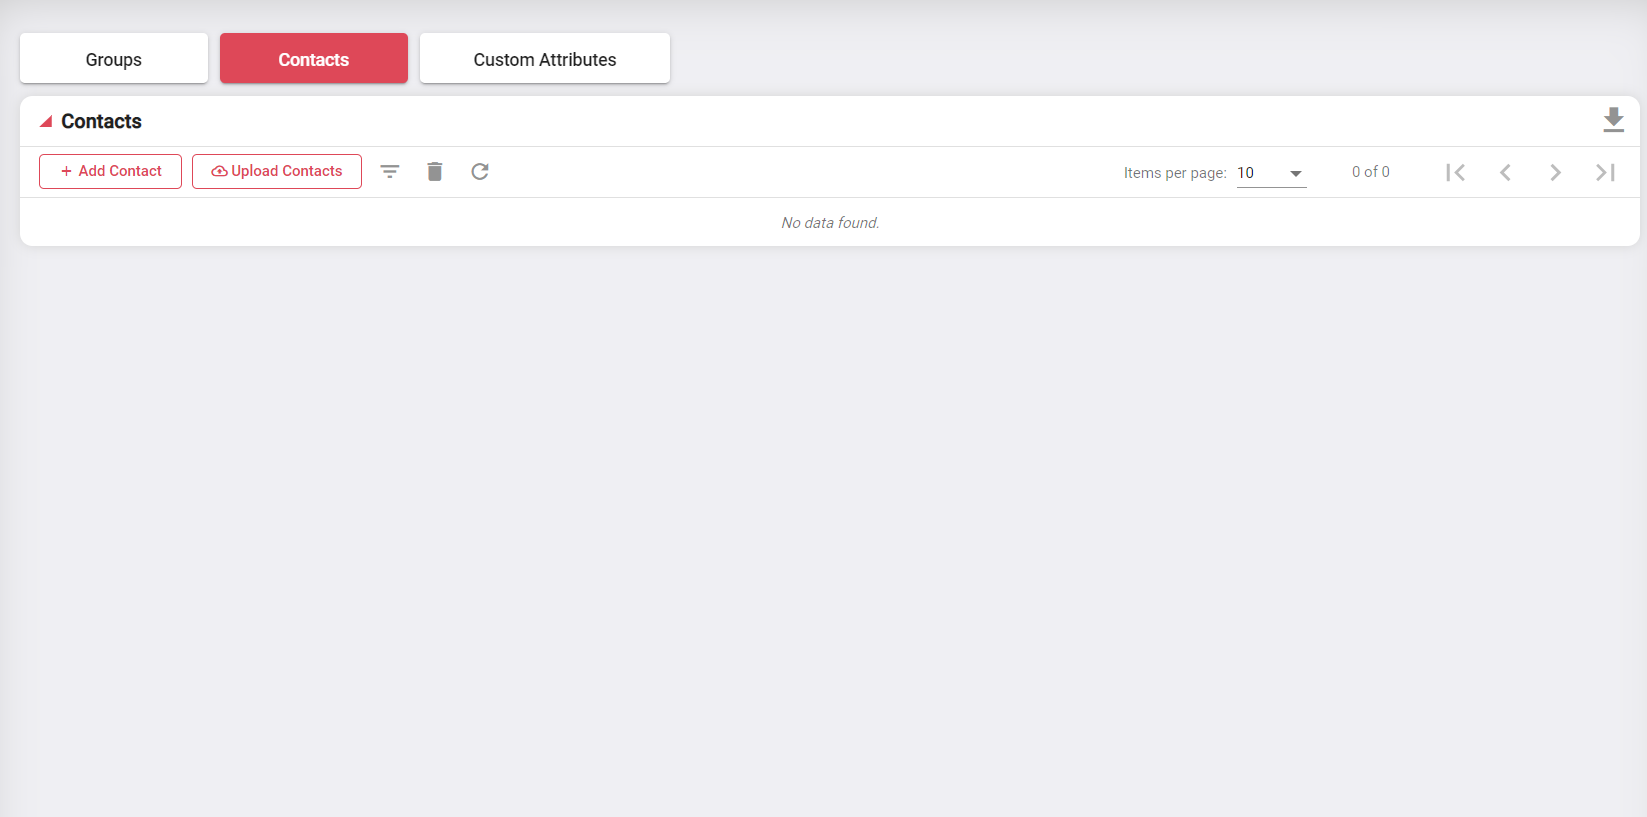 Groups
Contacts
Custom Attributes
Contacts
+ Add Contact
Upload Contacts
Items per page: 10
0 of 0
No data found.